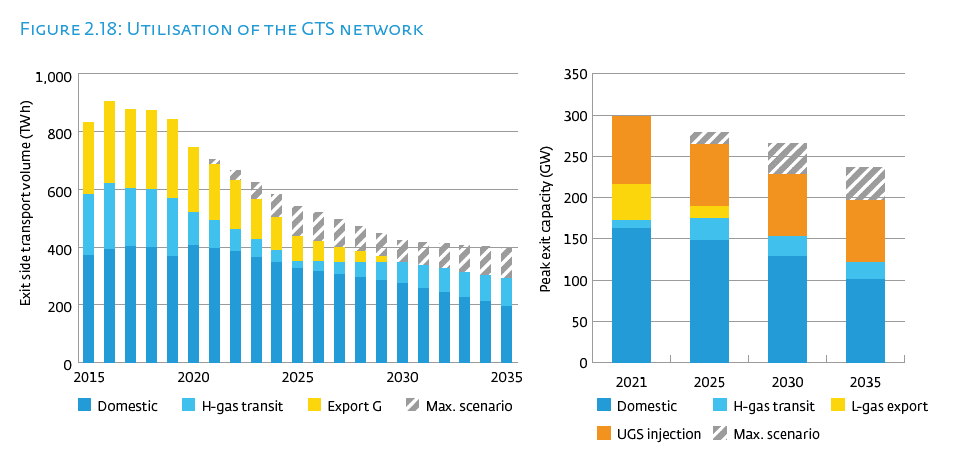 Figure 2.18: Utilisation of the GTS network
Exit side transport volume (TWh)
1,000
800
600
400
200
0
2015
2020
2025
2030
2035
Domestic
H-gas transit
Export G
Max. scenario
Peak exit capacity (GW)
350
300
250
200
150
100
50
0
2021
2025
2030
2035
Domestic
H-gas transit
L-gas export
UGS injection
Max. scenario